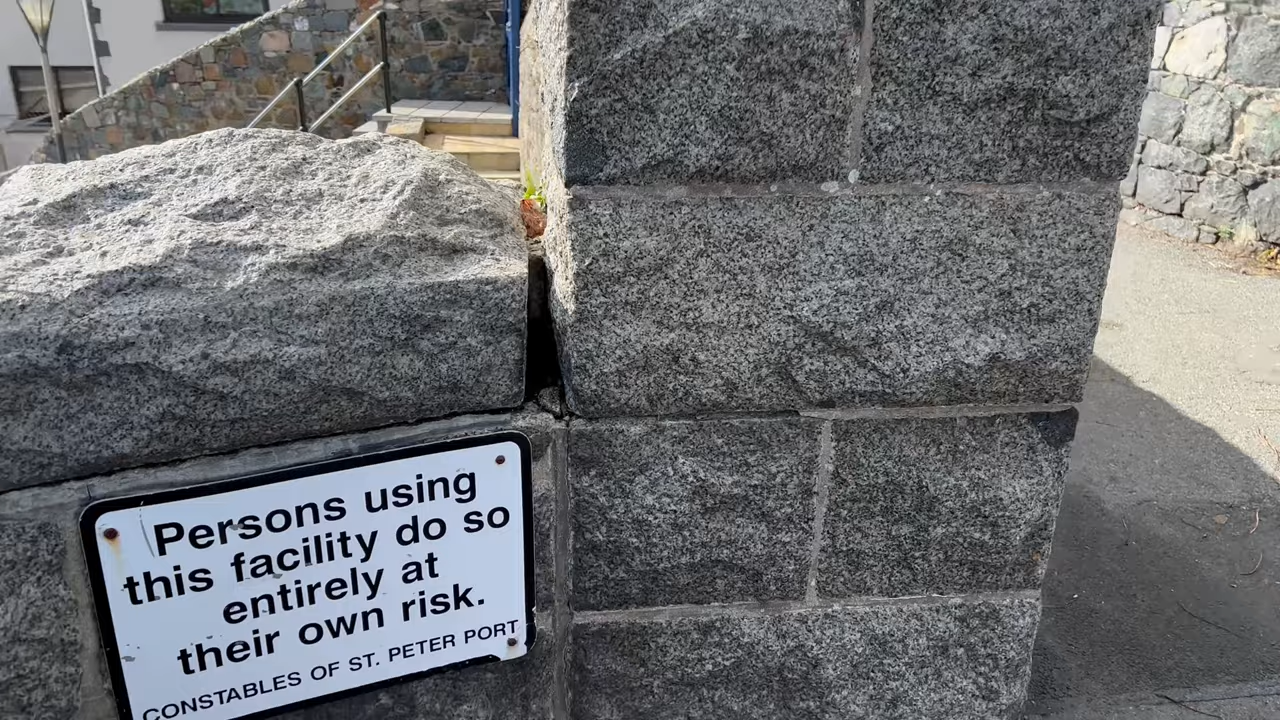 Persons using
this facility do so
entirely at
their own risk.
CONSTABLES OF ST. PETER PORT